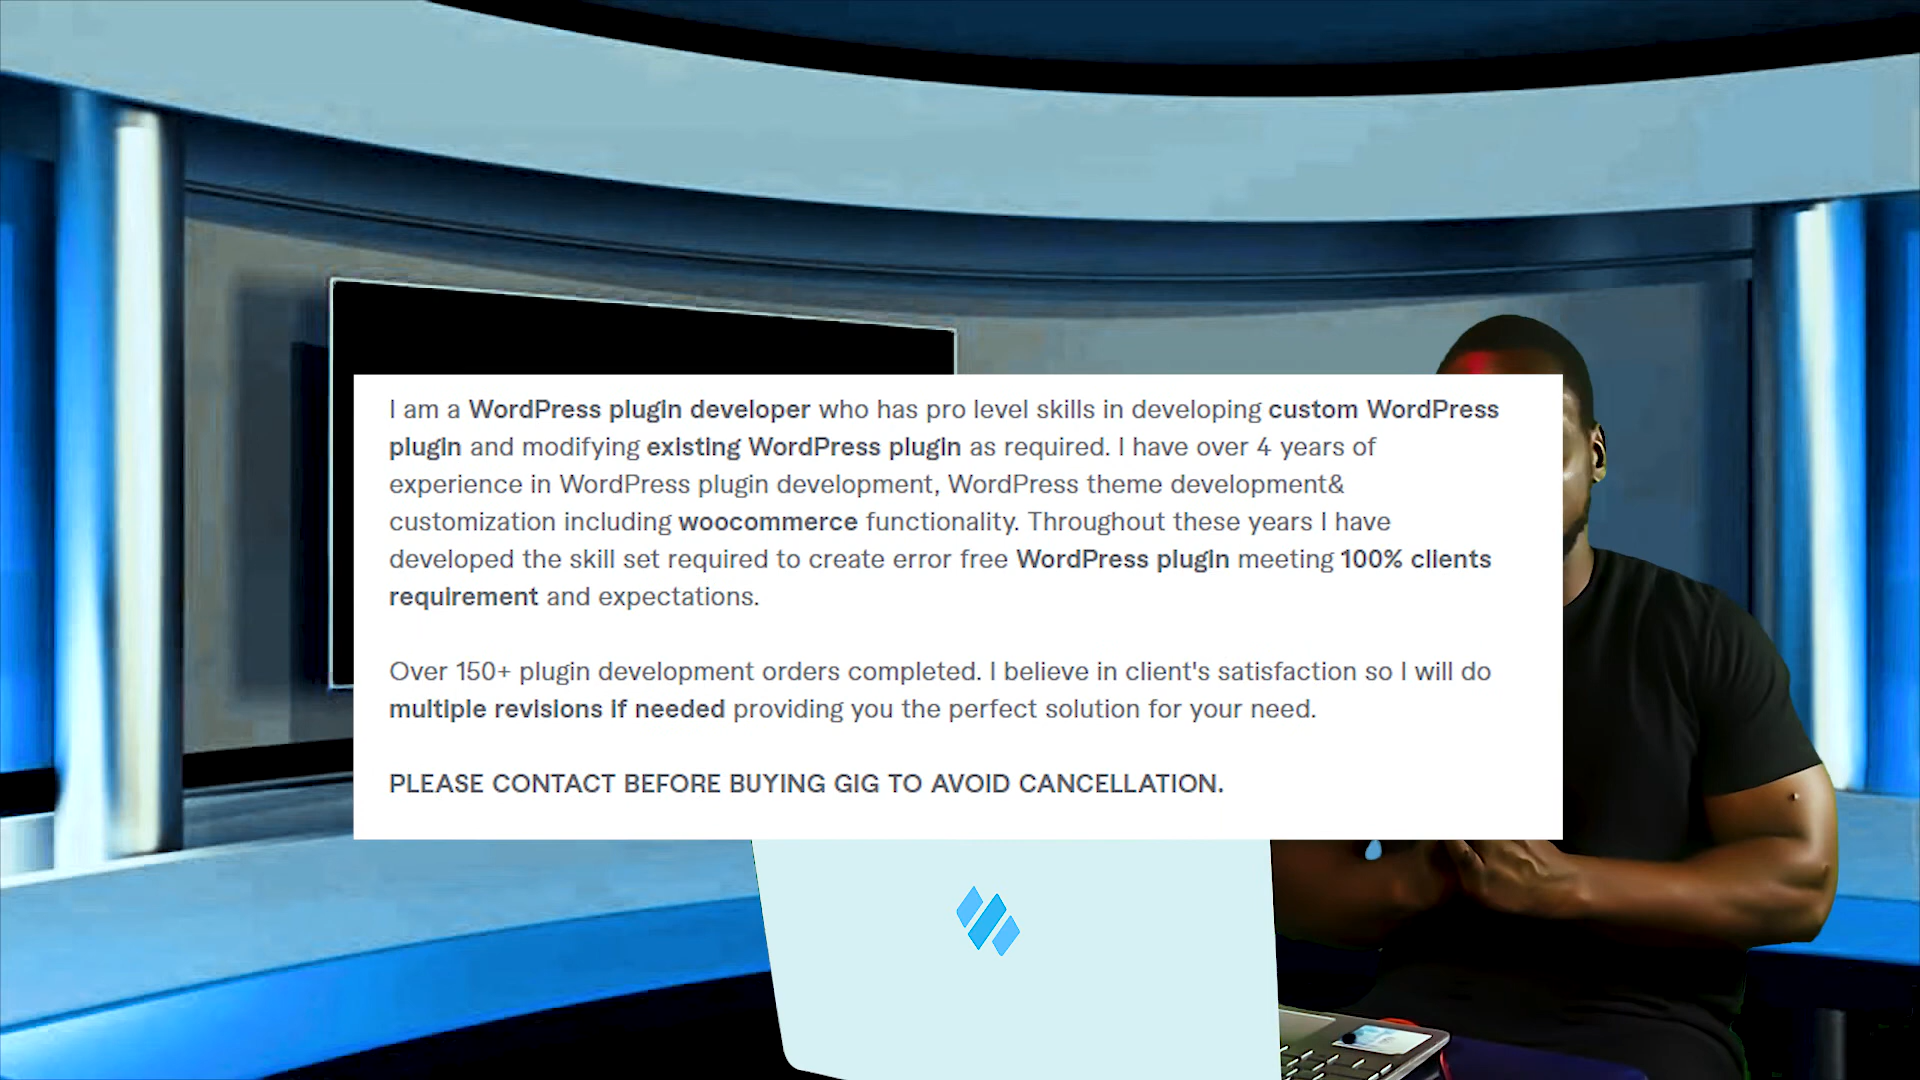 I am a WordPress plugin developer who has pro level skills in developing custom WordPress
plugin and modifying existing WordPress plugin as required. I have over 4 years of
experience in WordPress plugin development, WordPress theme development&
customization including woocommerce functionality. Throughout these years I have
developed the skill set required to create error free WordPress plugin meeting 100% clients
requirement and expectations.
Over 150+ plugin development orders completed. I believe in client's satisfaction so I will do
multiple revisions if needed providing you the perfect solution for your need.
PLEASE CONTACT BEFORE BUYING GIG TO AVOID CANCELLATION.